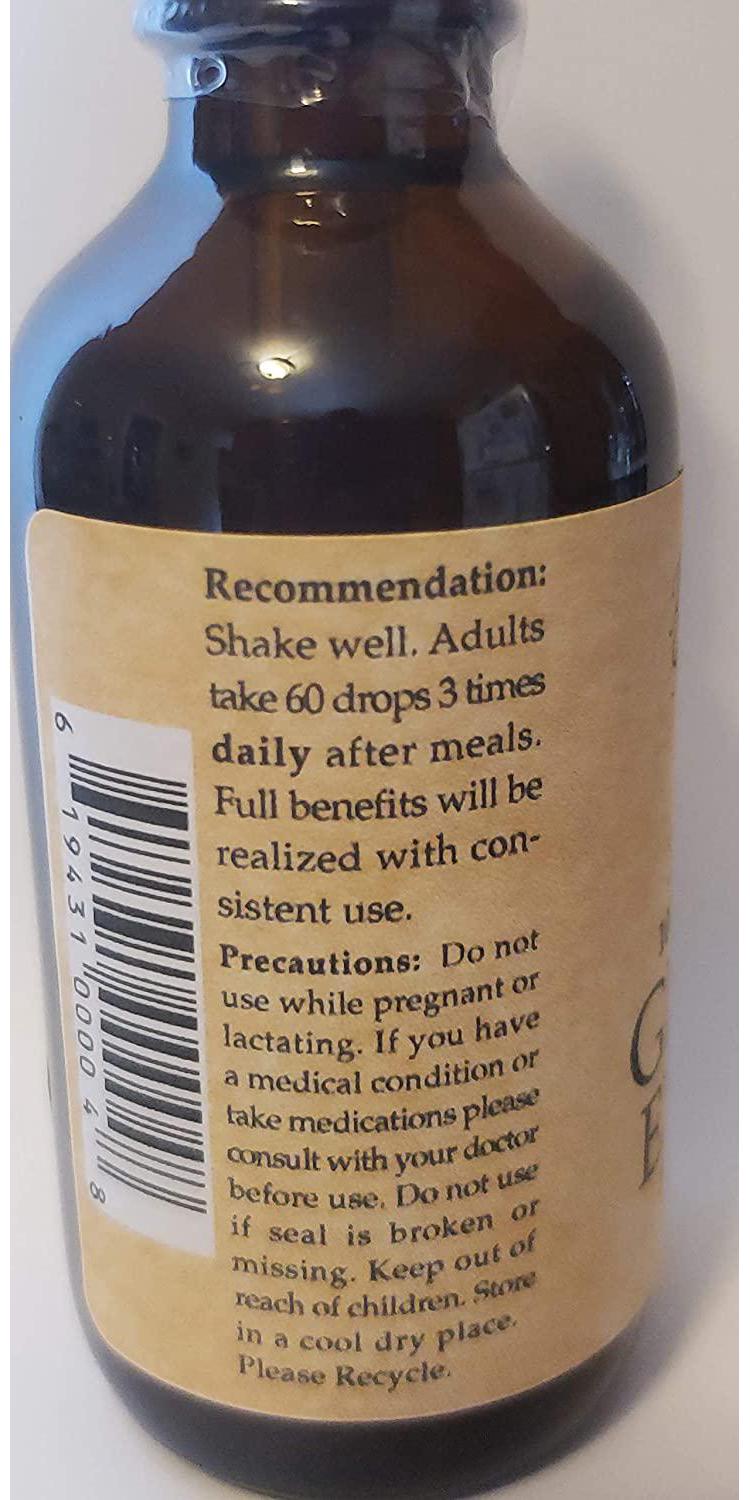 Recommendation:
Shake well. Adults
take 60 drops 3 times
daily after meals.
Full benefits will be
realized with con-
sistent use.
Precautions: Do not
use while pregnant or
lactating. If you have
a medical condition or
take medications please
consult with your doctor
before use. Do not use
if seal is broken or
missing. Keep out of
reach of children. Store
in a cool dry place.
Please Recycle.
6 19431 00004 8